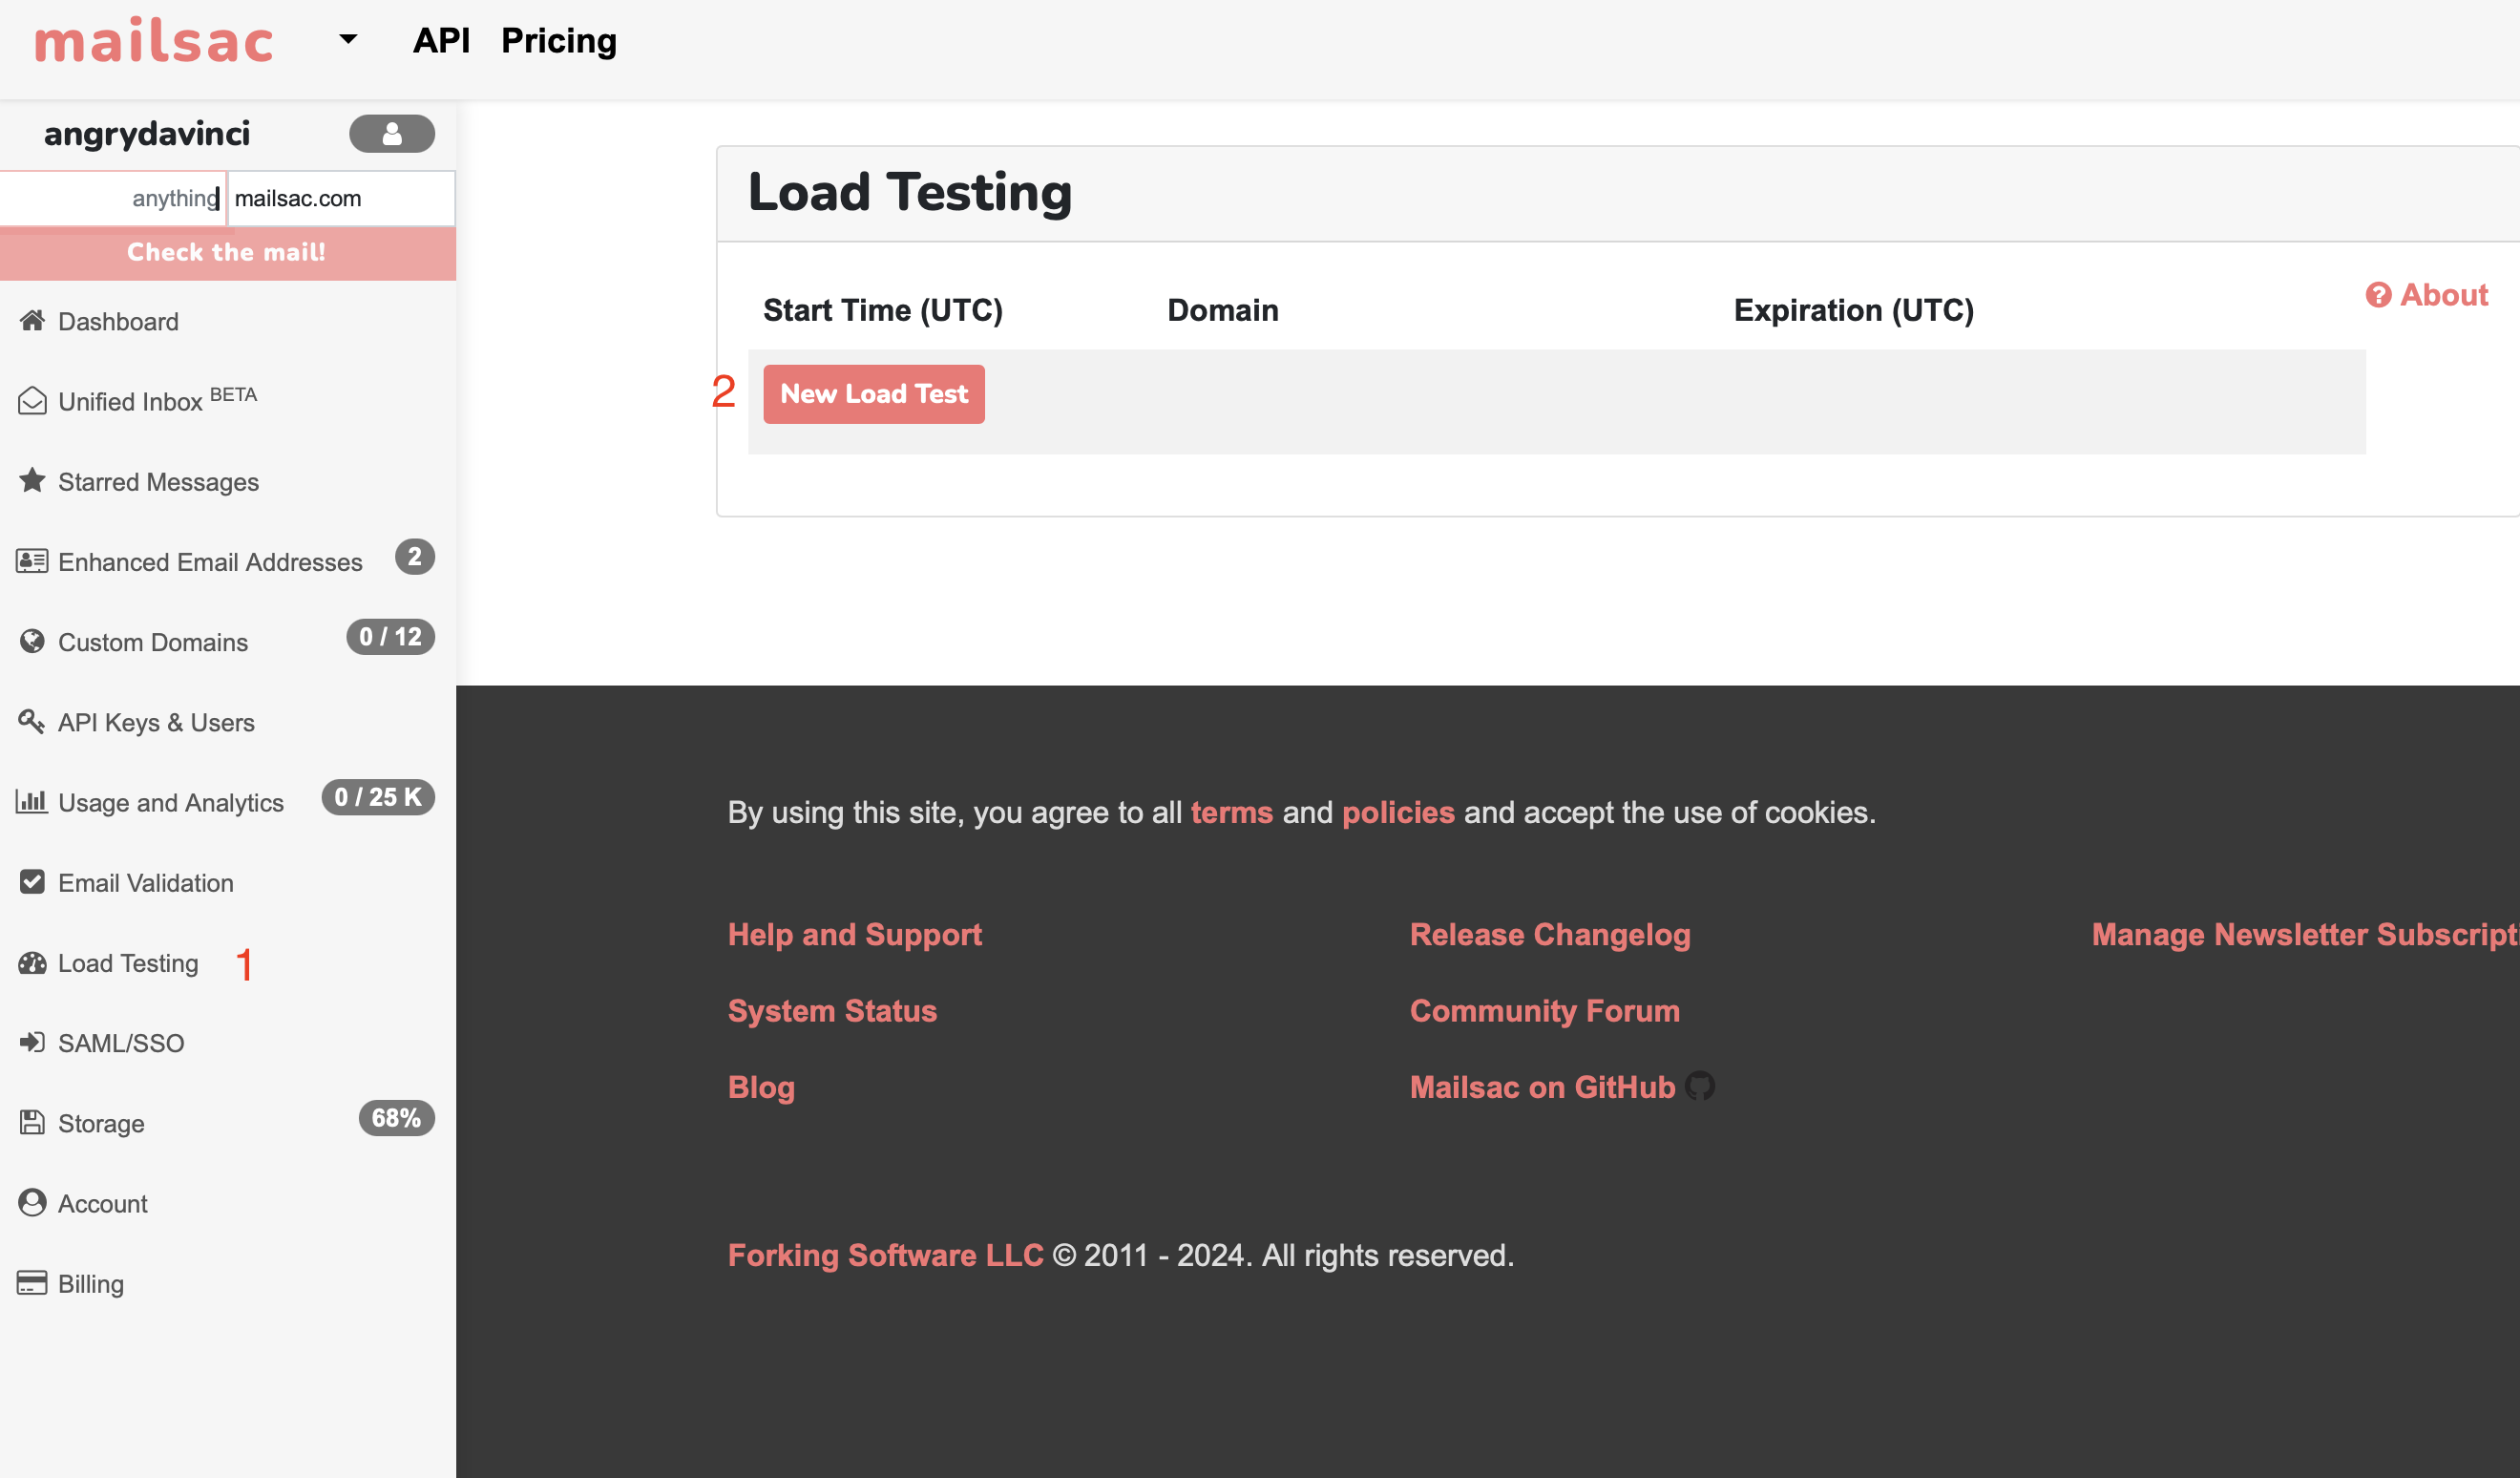 mailsac API Pricing
angrydavinci
anything mailsac.com
Check the mail!
Dashboard
Unified Inbox BETA
Starred Messages
Enhanced Email Addresses 2
Custom Domains 0 / 12
API Keys & Users
Usage and Analytics 0 / 25 K
Email Validation
Load Testing 1
SAML/SSO
Storage 68%
Account
Billing
Load Testing
Start Time (UTC) Domain Expiration (UTC) About
2 New Load Test
By using this site, you agree to all terms and policies and accept the use of cookies.
Help and Support Release Changelog Manage Newsletter Subscript
System Status Community Forum
Blog Mailsac on GitHub
Forking Software LLC © 2011 - 2024. All rights reserved.